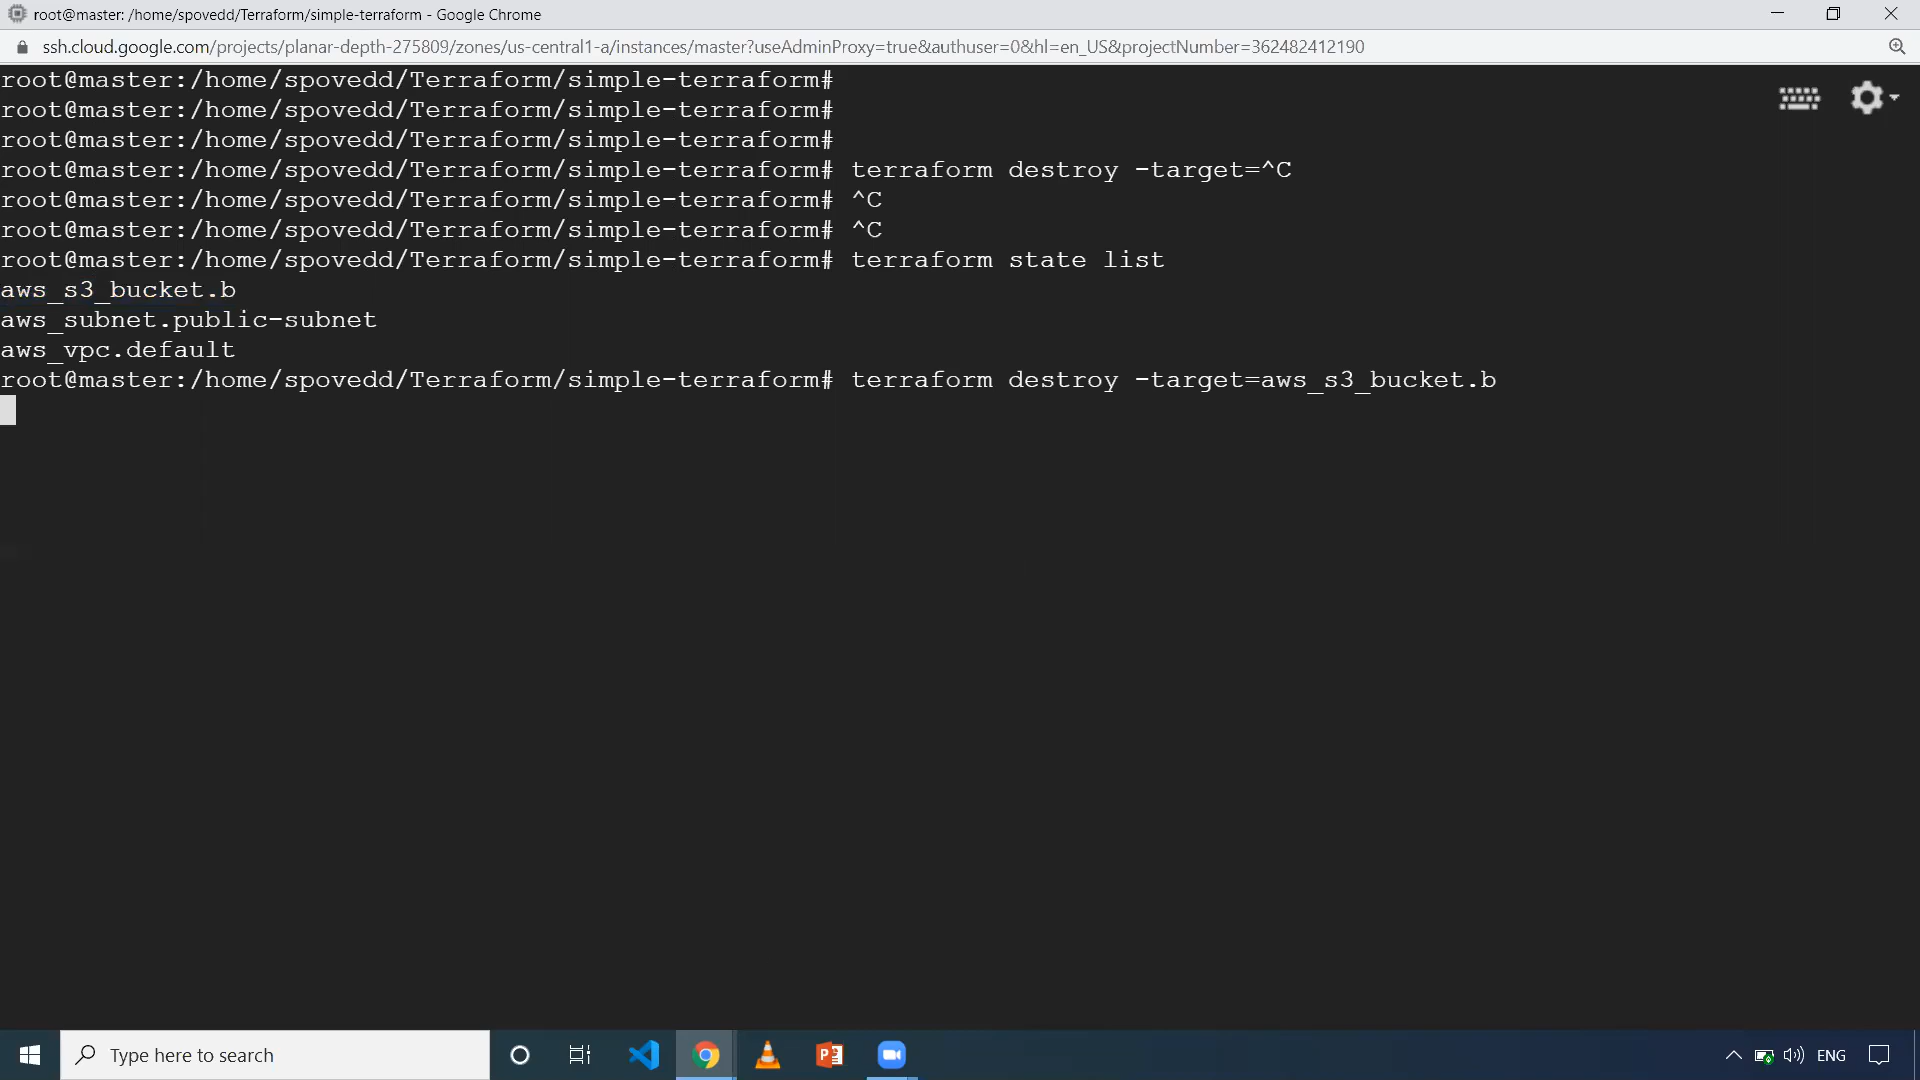 root@master: /home/spovedd/Terraform/simple-terraform - Google Chrome
ssh.cloud.google.com/projects/planar-depth-275809/zones/us-central1-a/instances/master?useAdminProxy=true&authuser=0&hl=en_US&projectNumber=362482412190
root@master:/home/spovedd/Terraform/simple-terraform#
root@master:/home/spovedd/Terraform/simple-terraform#
root@master:/home/spovedd/Terraform/simple-terraform#
root@master:/home/spovedd/Terraform/simple-terraform# terraform destroy -target=^C
root@master:/home/spovedd/Terraform/simple-terraform# ^C
root@master:/home/spovedd/Terraform/simple-terraform# ^C
root@master:/home/spovedd/Terraform/simple-terraform# terraform state list
aws_s3_bucket.b
aws_subnet.public-subnet
aws_vpc.default
root@master:/home/spovedd/Terraform/simple-terraform# terraform destroy -target=aws_s3_bucket.b
Type here to search
ENG